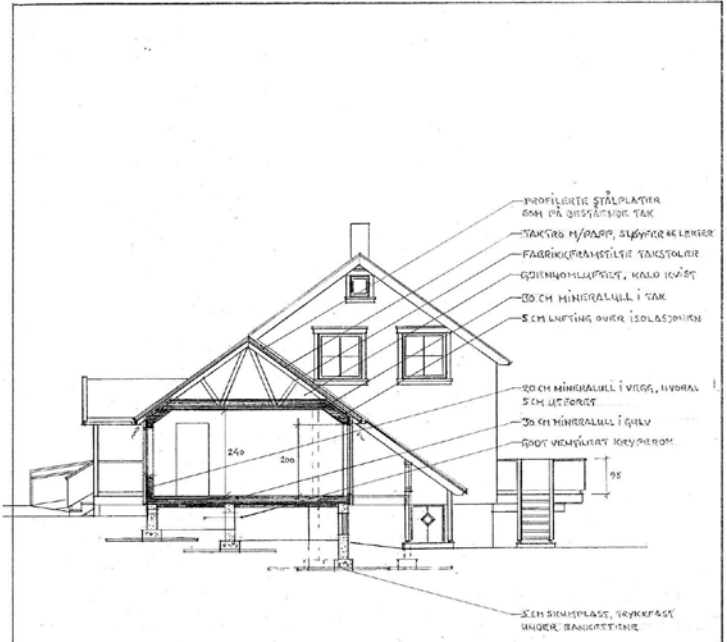 PROFILERTE STÅLPLATER
SOM PÅ BESTÅENDE TAK
TAKTRO M/PAPP, SLØYFER OG LEKTER
FABRIKKFRAMSTILTE TAKSTOLER
GJENNOMLUFTET, KALD KVIST
30 CM MINERALULL I TAK
5 CM LUFTING OVER ISOLASJONEN
20 CM MINERALULL I VEGG, HVORAV
5 CM UTFORET
30 CM MINERALULL I GULV
GODT VENTILERT KRYPEROM
240
200
95
5 CM SKUMPLAST, TRYKKFAST
UNDER BANKETTENE